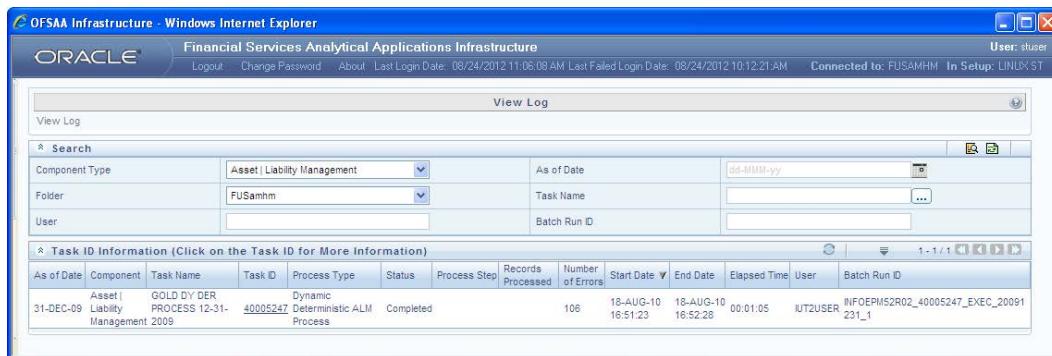 OFSAA Infrastructure - Windows Internet Explorer
ORACLE
Financial Services Analytical Applications Infrastructure
User: stuser
Logout Change Password About Last Login Date: 08/24/2012 11:06:08 AM Last Failed Login Date: 08/24/2012 10:12:21:AM Connected to: FUSAMHM In Setup: LINUX ST
View Log
View Log
Search
Component Type Asset | Liability Management As of Date dd-MMM-yy
Folder FUSamhm Task Name ...
User Batch Run ID
Task ID Information (Click on the Task ID for More Information) 1 - 1 / 1
As of Date Component Task Name Task ID Process Type Status Process Step Records Processed Number of Errors Start Date End Date Elapsed Time User Batch Run ID
31-DEC-09 Asset | Liability Management GOLD DY DER PROCESS 12-31-2009 40005247 Dynamic Deterministic ALM Process Completed 106 18-AUG-10 16:51:23 18-AUG-10 16:52:28 00:01:05 IUT2USER INFOEPM52R02_40005247_EXEC_20091231_1